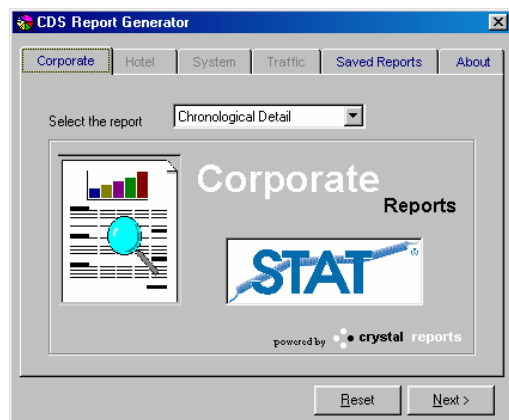 CDS Report Generator
Corporate Hotel System Traffic Saved Reports About
Select the report Chronological Detail
Corporate
Reports
STAT ®
powered by crystal reports
Reset Next >